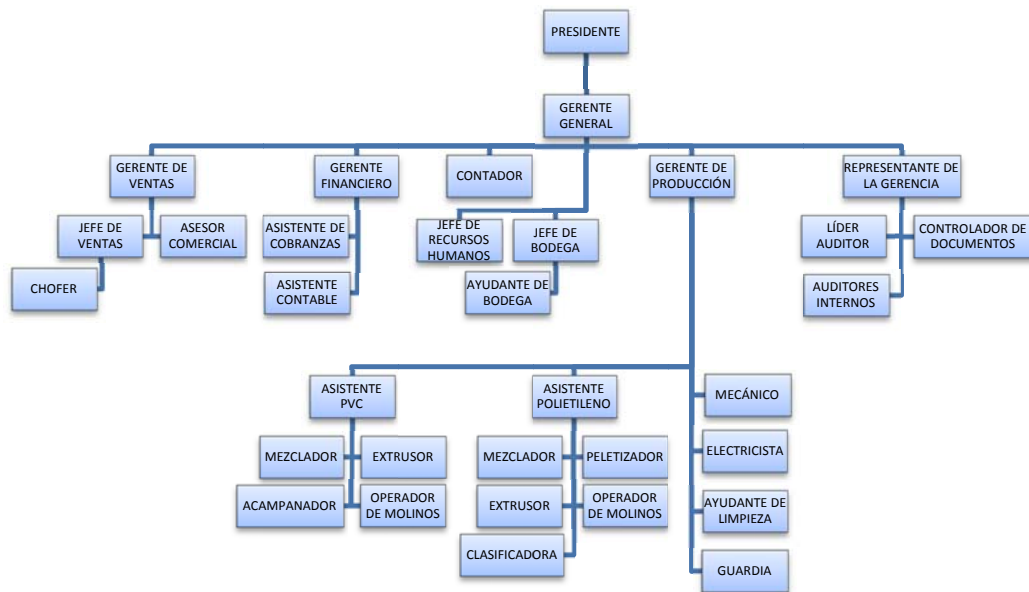 PRESIDENTE
GERENTE
GENERAL
GERENTE DE
VENTAS
GERENTE
FINANCIERO
CONTADOR
GERENTE DE
PRODUCCIÓN
REPRESENTANTE DE
LA GERENCIA
JEFE DE
VENTAS
ASESOR
COMERCIAL
CHOFER
ASISTENTE DE
COBRANZAS
ASISTENTE
CONTABLE
JEFE DE
RECURSOS
HUMANOS
JEFE DE
BODEGA
AYUDANTE DE
BODEGA
LÍDER
AUDITOR
CONTROLADOR DE
DOCUMENTOS
AUDITORES
INTERNOS
ASISTENTE
PVC
MEZCLADOR
EXTRUSOR
ACAMPANADOR
OPERADOR
DE MOLINOS
ASISTENTE
POLIETILENO
MEZCLADOR
PELETIZADOR
EXTRUSOR
OPERADOR
DE MOLINOS
CLASIFICADORA
MECÁNICO
ELECTRICISTA
AYUDANTE DE
LIMPIEZA
GUARDIA